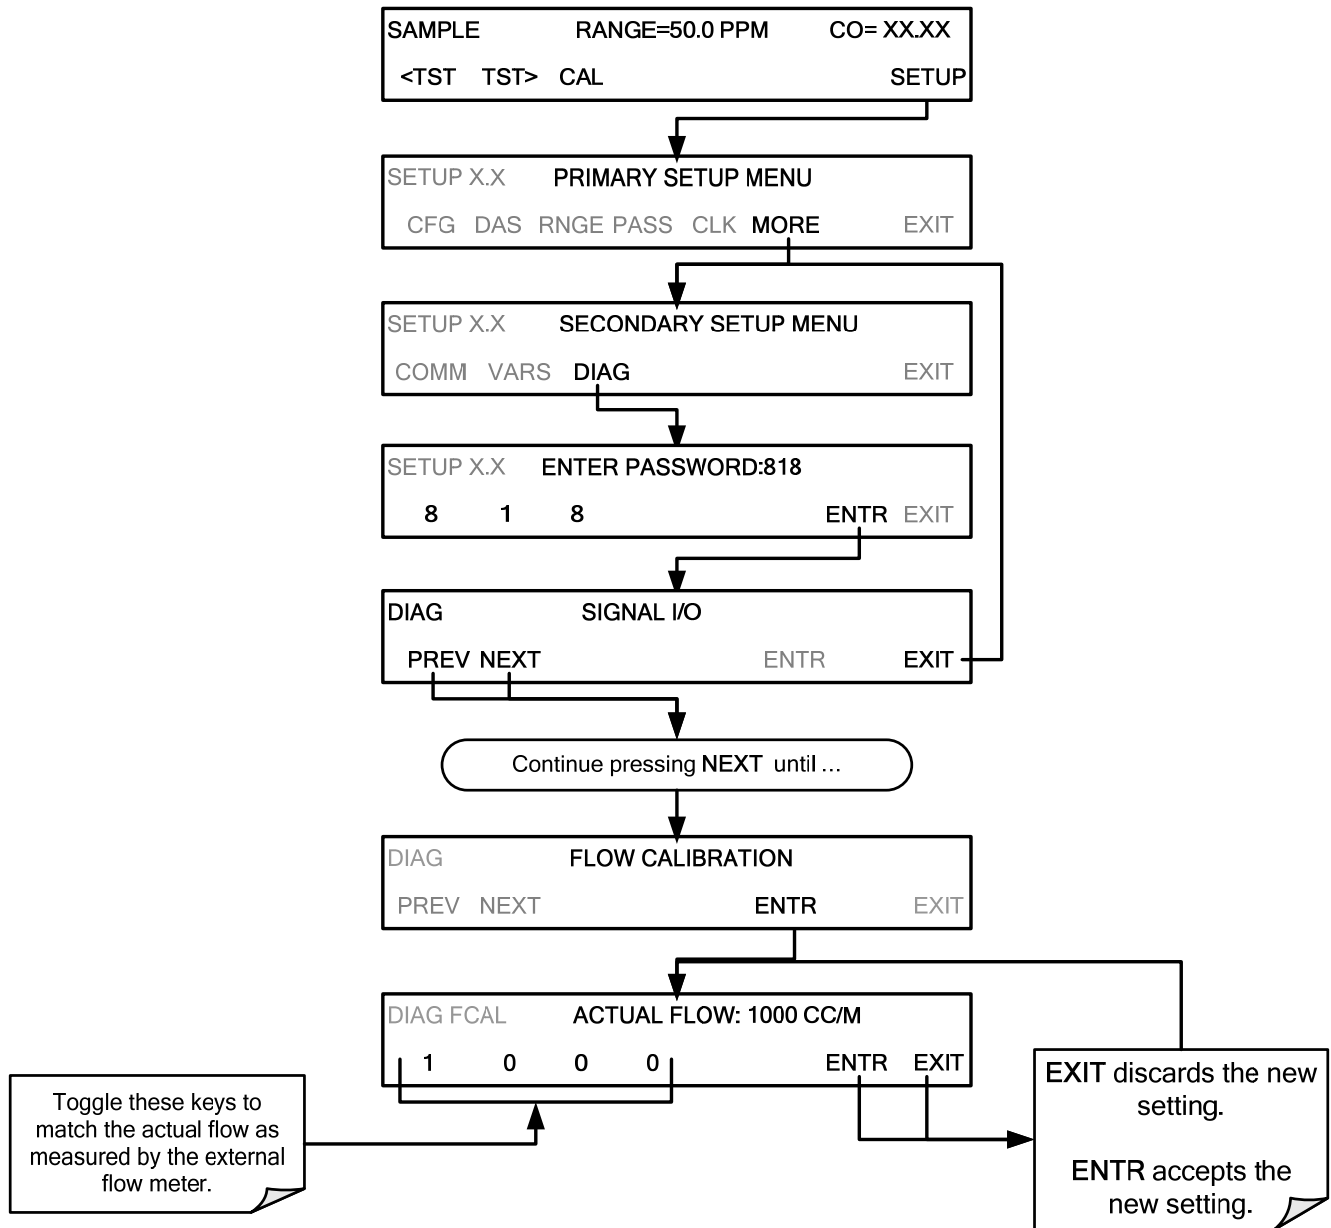 SAMPLE RANGE=50.0 PPM CO= XX.XX
<TST TST> CAL SETUP
SETUP X.X PRIMARY SETUP MENU
CFG DAS RNGE PASS CLK MORE EXIT
SETUP X.X SECONDARY SETUP MENU
COMM VARS DIAG EXIT
SETUP X.X ENTER PASSWORD:818
8 1 8 ENTR EXIT
DIAG SIGNAL I/O
PREV NEXT ENTR EXIT
Continue pressing NEXT until ...
DIAG FLOW CALIBRATION
PREV NEXT ENTR EXIT
DIAG FCAL ACTUAL FLOW: 1000 CC/M
1 0 0 0 ENTR EXIT
Toggle these keys to
match the actual flow as
measured by the external
flow meter.
EXIT discards the new
setting.
ENTR accepts the
new setting.